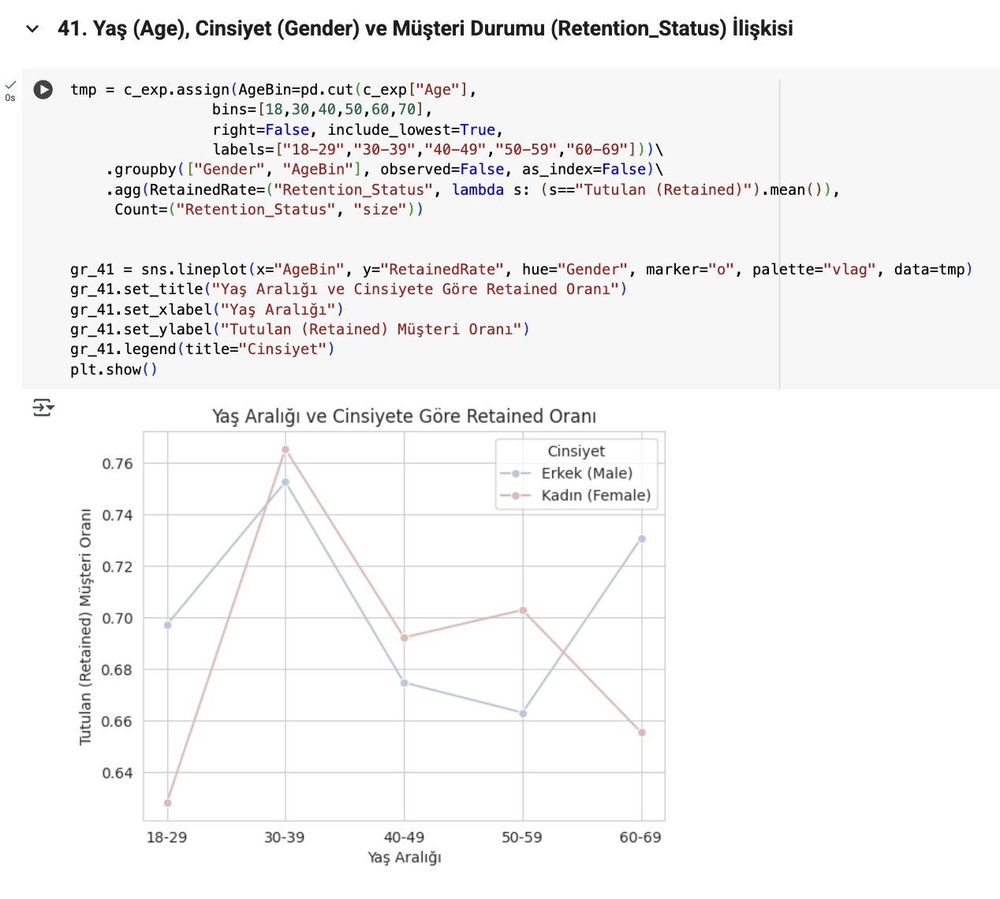 41. Yaş (Age), Cinsiyet (Gender) ve Müşteri Durumu (Retention_Status) İlişkisi
0s
tmp = c_exp.assign(AgeBin=pd.cut(c_exp["Age"],
bins=[18,30,40,50,60,70],
right=False, include_lowest=True,
labels=["18-29","30-39","40-49","50-59","60-69"]))\
.groupby(["Gender", "AgeBin"], observed=False, as_index=False)\
.agg(RetainedRate=("Retention_Status", lambda s: (s=="Tutulan (Retained)").mean()),
Count=("Retention_Status", "size"))
gr_41 = sns.lineplot(x="AgeBin", y="RetainedRate", hue="Gender", marker="o", palette="vlag", data=tmp)
gr_41.set_title("Yaş Aralığı ve Cinsiyete Göre Retained Oranı")
gr_41.set_xlabel("Yaş Aralığı")
gr_41.set_ylabel("Tutulan (Retained) Müşteri Oranı")
gr_41.legend(title="Cinsiyet")
plt.show()
Yaş Aralığı ve Cinsiyete Göre Retained Oranı
Cinsiyet
Erkek (Male)
Kadın (Female)
Tutulan (Retained) Müşteri Oranı
0.76
0.74
0.72
0.70
0.68
0.66
0.64
18-29 30-39 40-49 50-59 60-69
Yaş Aralığı